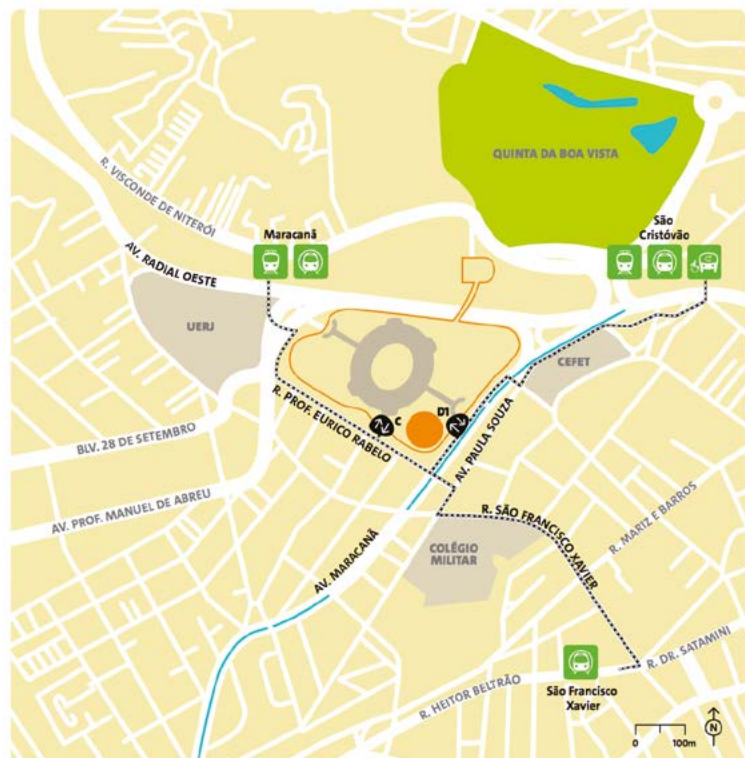 QUINTA DA BOA VISTA
R. VISCONDE DE NITERÓI
Maracanã
São
Cristóvão
AV. RADIAL OESTE
UERJ
CEFET
C
D1
R. PROF. EURICO RABELO
AV. PAULA SOUZA
BLV. 28 DE SETEMBRO
AV. PROF. MANUEL DE ABREU
R. SÃO FRANCISCO XAVIER
R. MARIZ E BARROS
COLÉGIO
MILITAR
AV. MARACANÃ
R. DR. SATAMINI
R. HEITOR BELTRÃO
São Francisco
Xavier
N
0 100m